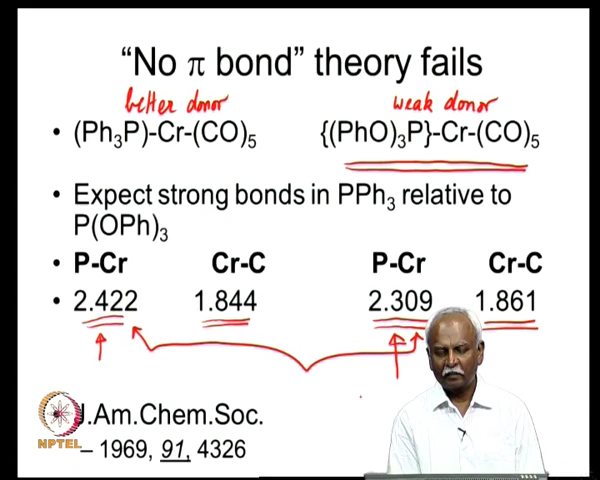 “No π bond” theory fails
better donor weak donor
• (Ph₃P)-Cr-(CO)₅ {(PhO)₃P}-Cr-(CO)₅
• Expect strong bonds in PPh₃ relative to
P(OPh)₃
• P-Cr Cr-C P-Cr Cr-C
• 2.422 1.844 2.309 1.861
J.Am.Chem.Soc.
NPTEL
– 1969, 91, 4326